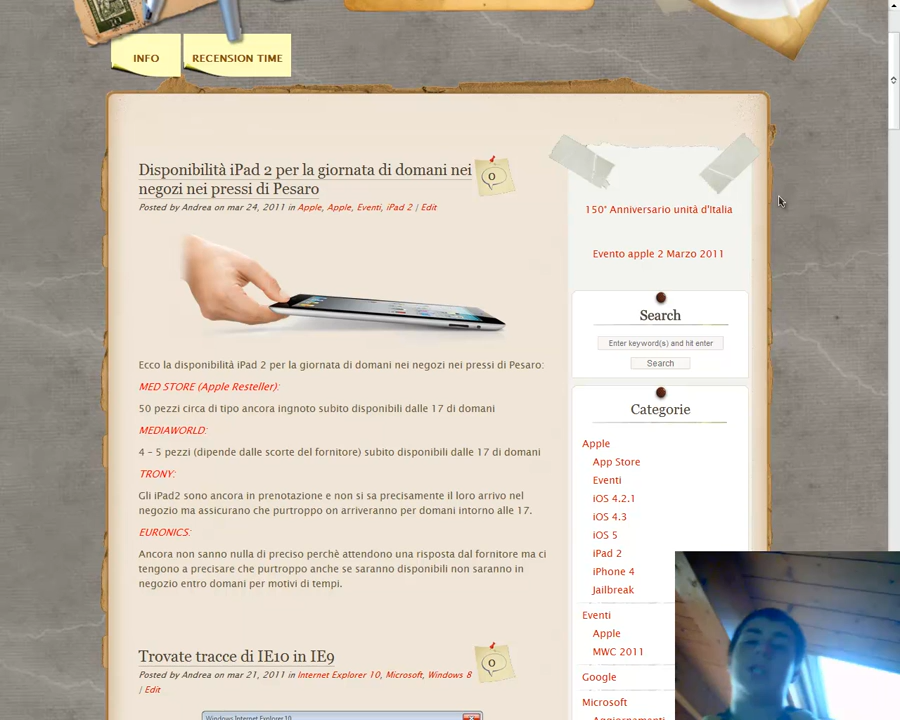 INFO
RECENSION TIME
Disponibilità iPad 2 per la giornata di domani nei
negozi nei pressi di Pesaro
0
Posted by Andrea on mar 24, 2011 in Apple, Apple, Eventi, iPad 2 | Edit
Ecco la disponibilità iPad 2 per la giornata di domani nei negozi nei pressi di Pesaro:
MED STORE (Apple Resteller):
50 pezzi circa di tipo ancora ingnoto subito disponibili dalle 17 di domani
MEDIAWORLD:
4 – 5 pezzi (dipende dalle scorte del fornitore) subito disponibili dalle 17 di domani
TRONY:
Gli iPad2 sono ancora in prenotazione e non si sa precisamente il loro arrivo nel
negozio ma assicurano che purtroppo on arriveranno per domani intorno alle 17.
EURONICS:
Ancora non sanno nulla di preciso perchè attendono una risposta dal fornitore ma ci
tengono a precisare che purtroppo anche se saranno disponibili non saranno in
negozio entro domani per motivi di tempi.
Trovate tracce di IE10 in IE9
0
Posted by Andrea on mar 21, 2011 in Internet Explorer 10, Microsoft, Windows 8
| Edit
Windows Internet Explorer 10
150° Anniversario unità d'Italia
Evento apple 2 Marzo 2011
Search
Enter keyword(s) and hit enter
Search
Categorie
Apple
App Store
Eventi
iOS 4.2.1
iOS 4.3
iOS 5
iPad 2
iPhone 4
Jailbreak
Eventi
Apple
MWC 2011
Google
Microsoft
Aggiornamenti